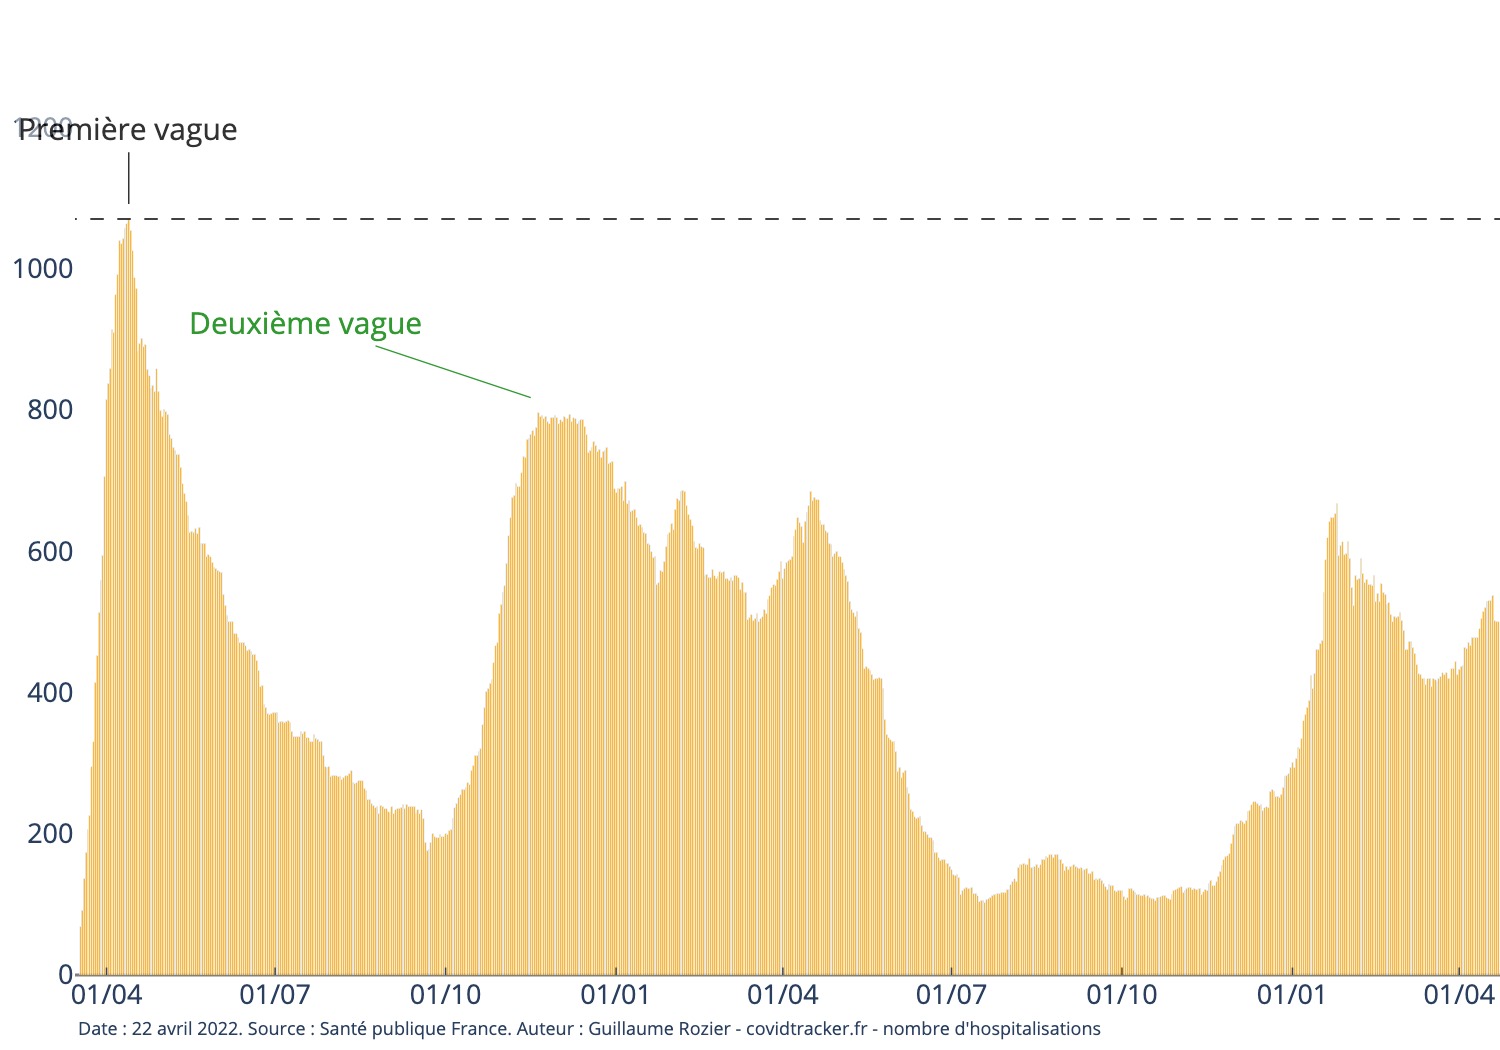 1200
Première vague
1000
Deuxième vague
800
600
400
200
0
01/04 01/07 01/10 01/01 01/04 01/07 01/10 01/01 01/04
Date : 22 avril 2022. Source : Santé publique France. Auteur : Guillaume Rozier - covidtracker.fr - nombre d'hospitalisations